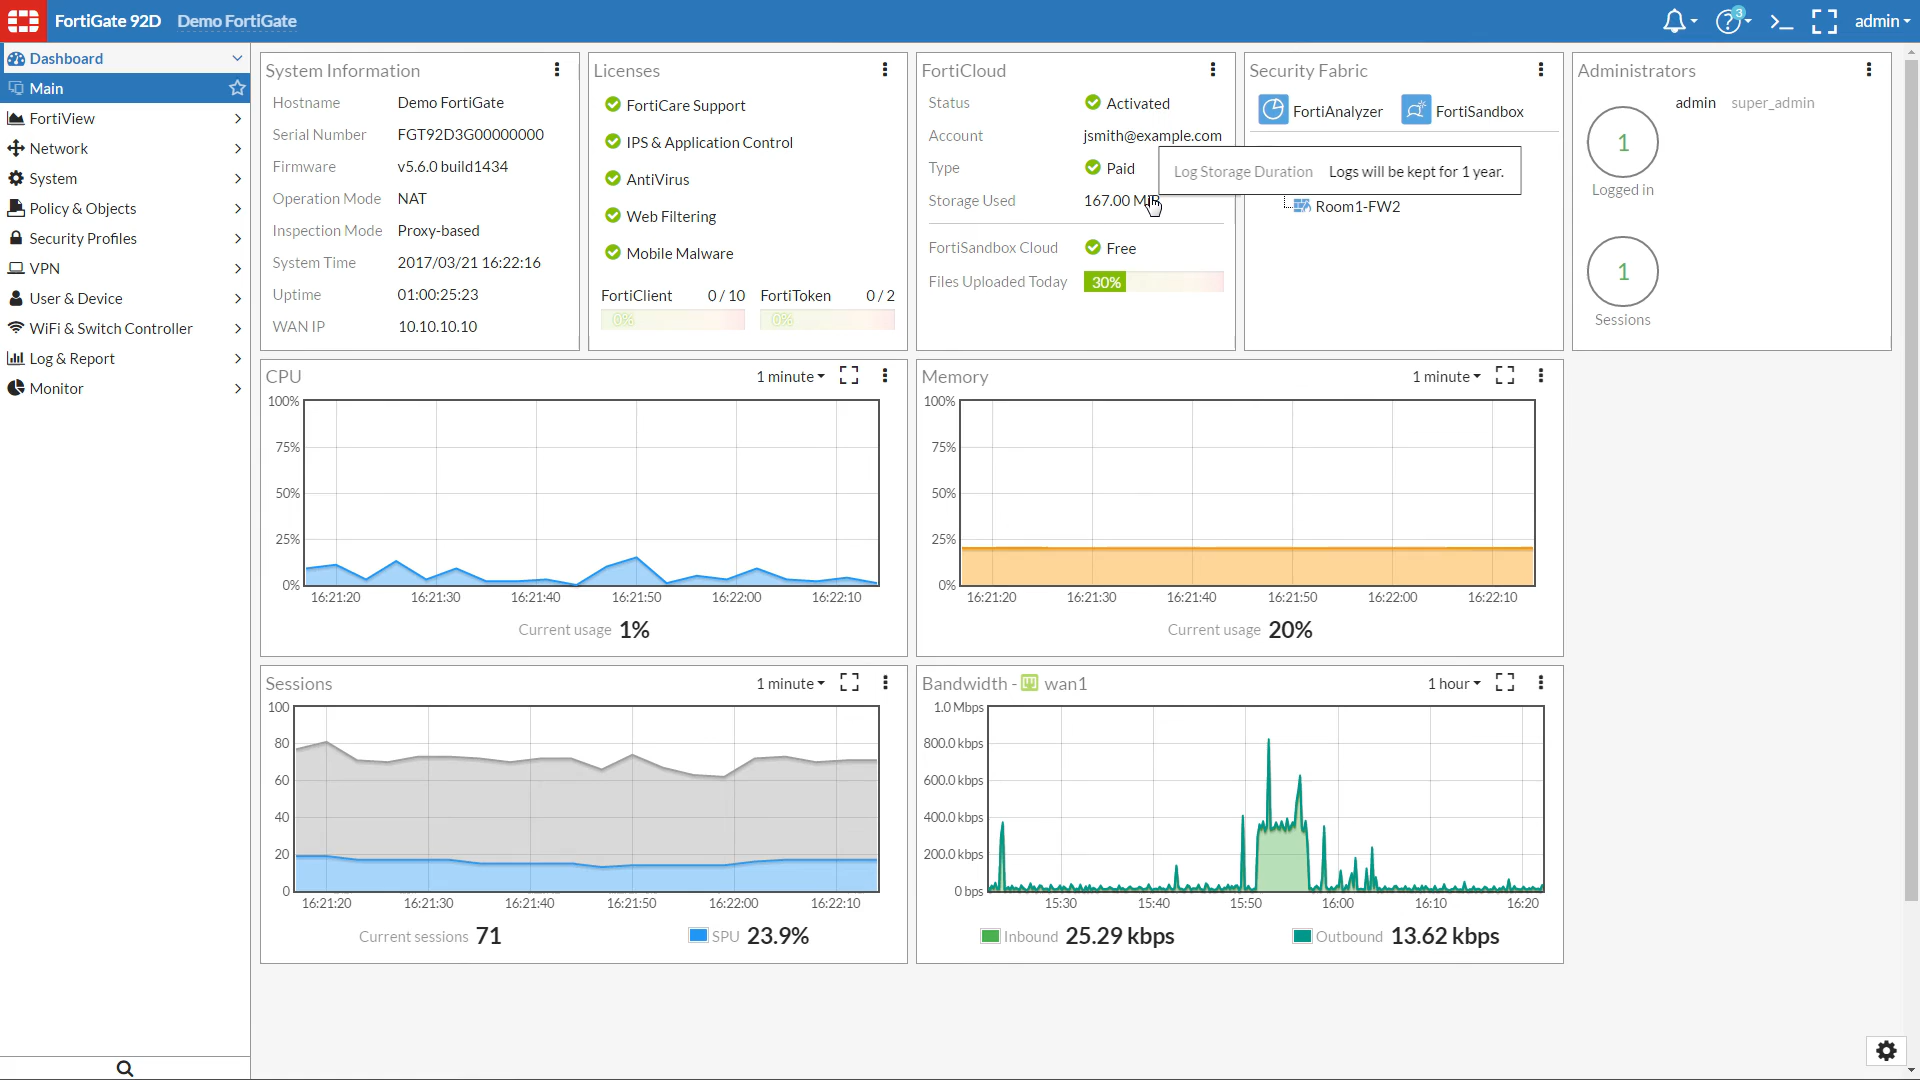 FortiGate 92D Demo FortiGate
3
admin
Dashboard
Main
FortiView
Network
System
Policy & Objects
Security Profiles
VPN
User & Device
WiFi & Switch Controller
Log & Report
Monitor
System Information
Hostname Demo FortiGate
Serial Number FGT92D3G00000000
Firmware v5.6.0 build1434
Operation Mode NAT
Inspection Mode Proxy-based
System Time 2017/03/21 16:22:16
Uptime 01:00:25:23
WAN IP 10.10.10.10
Licenses
FortiCare Support
IPS & Application Control
AntiVirus
Web Filtering
Mobile Malware
FortiClient 0 / 10 FortiToken 0 / 2
0% 0%
FortiCloud
Status Activated
Account jsmith@example.com
Type Paid
Storage Used 167.00
FortiSandbox Cloud Free
Files Uploaded Today 30%
Log Storage Duration Logs will be kept for 1 year.
Security Fabric
FortiAnalyzer FortiSandbox
Room1-FW2
Administrators
admin super_admin
1
Logged in
1
Sessions
CPU 1 minute
100%
75%
50%
25%
0%
16:21:20 16:21:30 16:21:40 16:21:50 16:22:00 16:22:10
Current usage 1%
Memory 1 minute
100%
75%
50%
25%
0%
16:21:20 16:21:30 16:21:40 16:21:50 16:22:00 16:22:10
Current usage 20%
Sessions 1 minute
100
80
60
40
20
0
16:21:20 16:21:30 16:21:40 16:21:50 16:22:00 16:22:10
Current sessions 71 SPU 23.9%
Bandwidth - wan1 1 hour
1.0 Mbps
800.0 kbps
600.0 kbps
400.0 kbps
200.0 kbps
0 bps
15:30 15:40 15:50 16:00 16:10 16:20
Inbound 25.29 kbps Outbound 13.62 kbps